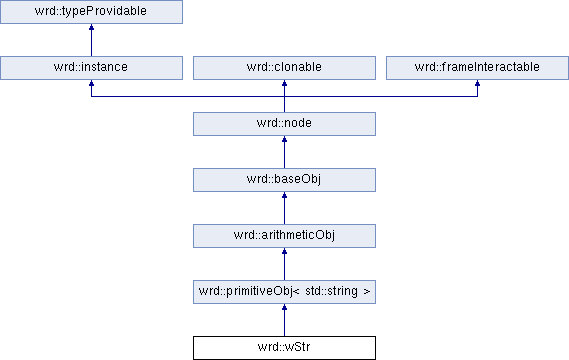 wrd::typeProvidable
wrd::instance
wrd::clonable
wrd::frameInteractable
wrd::node
wrd::baseObj
wrd::arithmeticObj
wrd::primitiveObj< std::string >
wrd::wStr